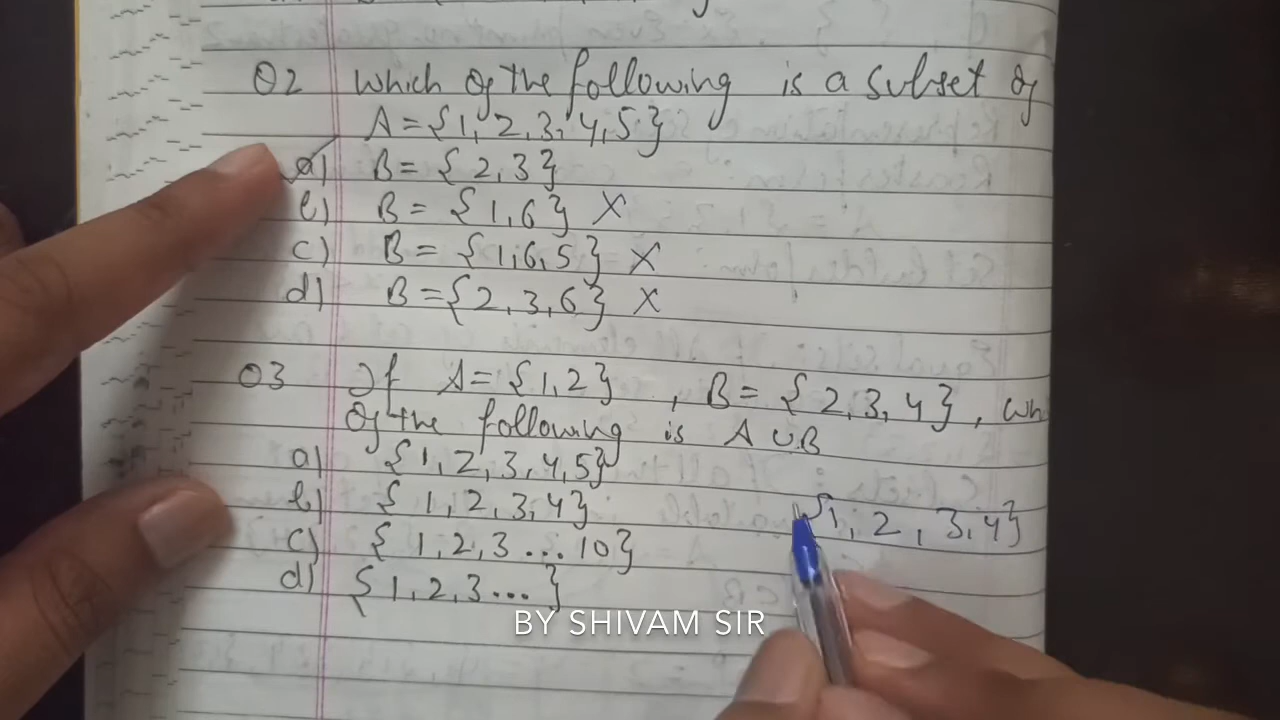 Q2 which of the following is a subset of
A = {1, 2, 3, 4, 5}
a) B = {2, 3}
b) B = {1, 6} X
c) B = {1, 6, 5} X
d) B = {2, 3, 6} X
Q3 If A = {1, 2} , B = {2, 3, 4} , wh
of the following is A ∪ B
a) {1, 2, 3, 4, 5}
b) {1, 2, 3, 4}
{1, 2, 3, 4}
c) {1, 2, 3 ... 10}
d) {1, 2, 3 ... }
BY SHIVAM SIR